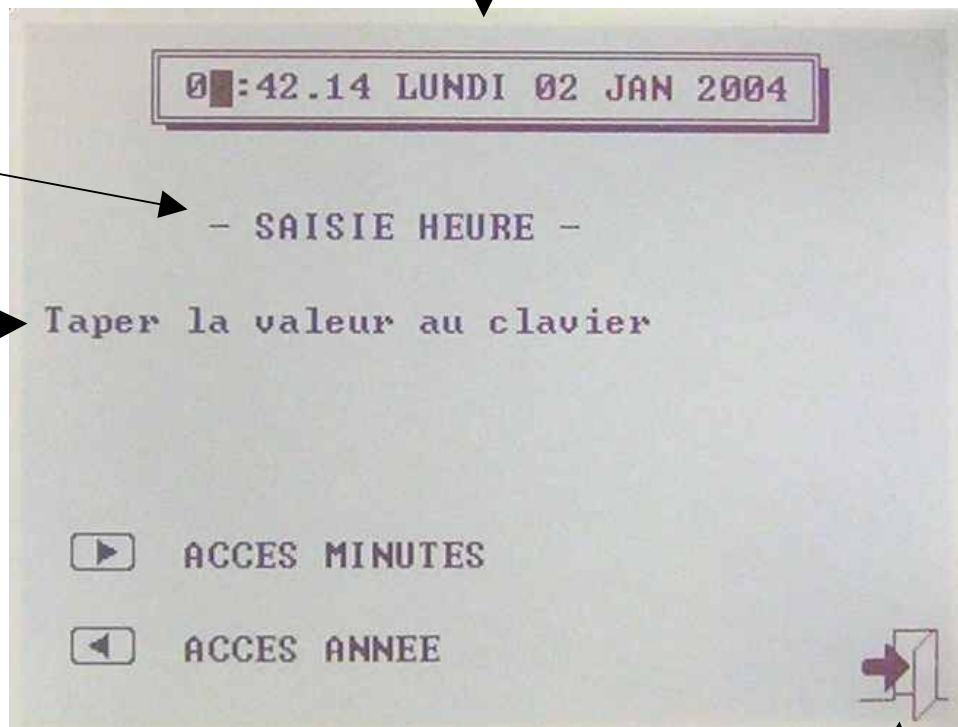 0█:42.14 LUNDI 02 JAN 2004
- SAISIE HEURE -
Taper la valeur au clavier
ACCES MINUTES
ACCES ANNEE